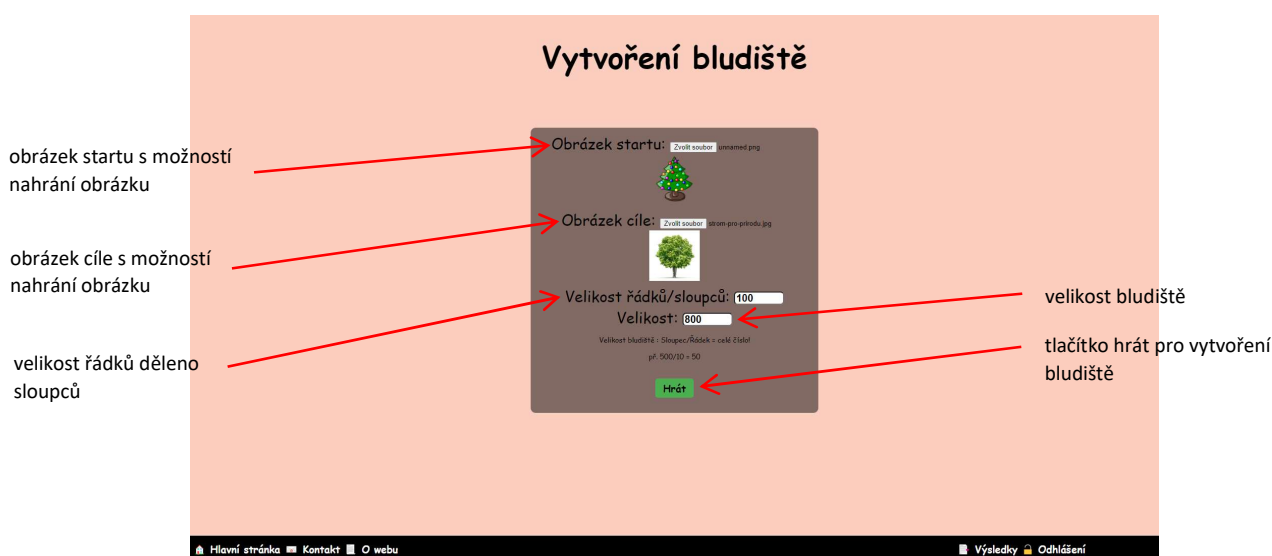 Vytvoření bludiště
obrázek startu s možností
nahrání obrázku
Obrázek startu: Zvolit soubor unnamed.png
Obrázek cíle: Zvolit soubor strom-pro-prirodu.jpg
obrázek cíle s možností
nahrání obrázku
Velikost řádků/sloupců: 100
velikost bludiště
Velikost: 800
Velikost bludiště : Sloupec/Řádek = celé číslo!
tlačítko hrát pro vytvoření
bludiště
př. 500/10 = 50
velikost řádků děleno
sloupců
Hrát
Hlavní stránka Kontakt O webu
Výsledky Odhlášení